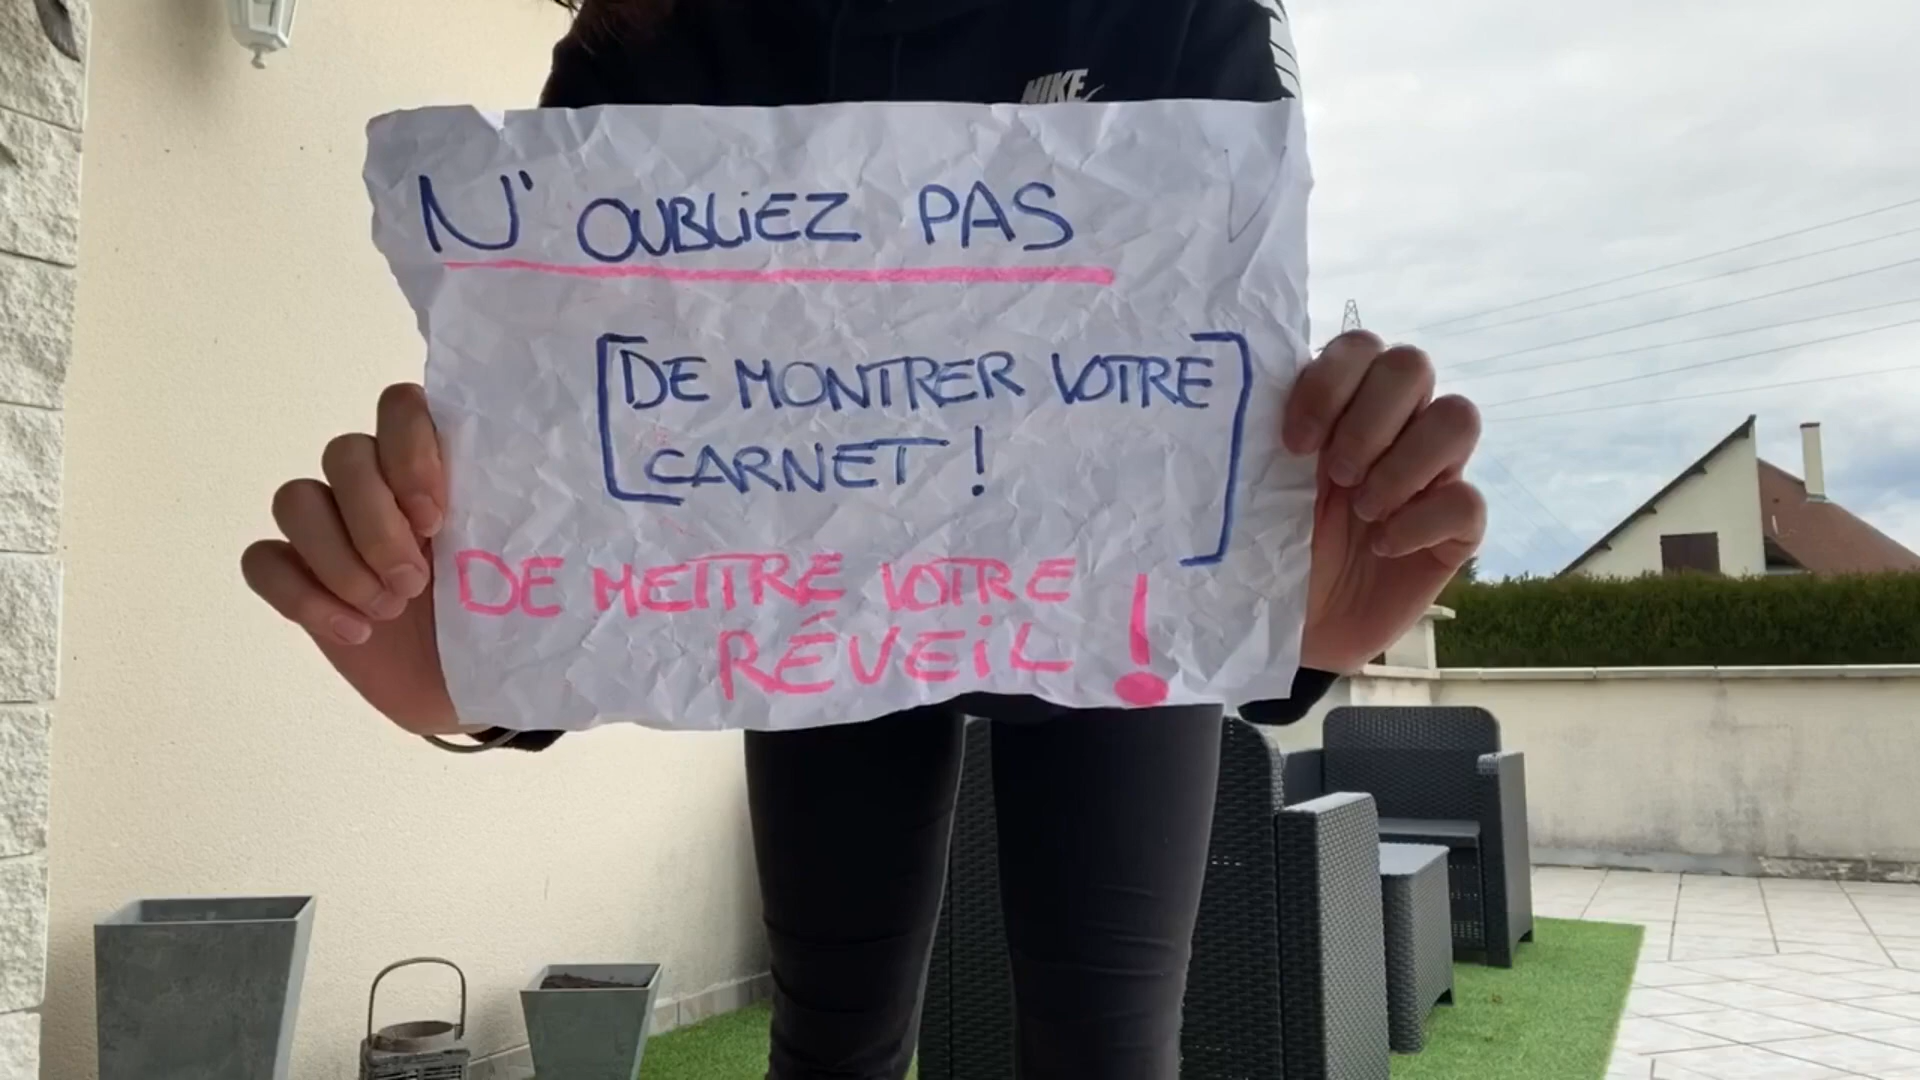 NIKE
N' OUBLIEZ PAS
[DE MONTRER VOTRE
CARNET !]
DE METTRE VOTRE
RÉVEIL !